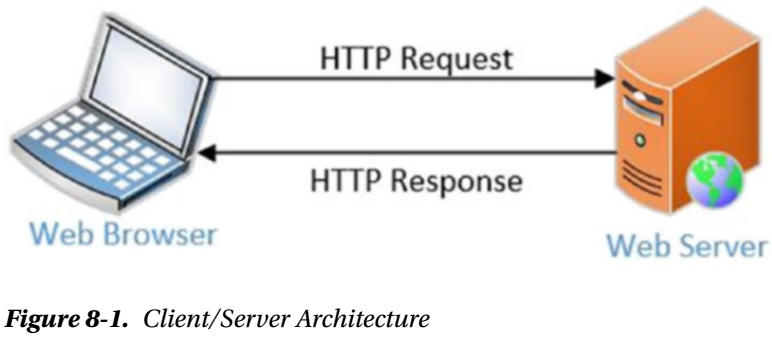 HTTP Request
HTTP Response
Web Browser
Web Server
Figure 8-1. Client/Server Architecture